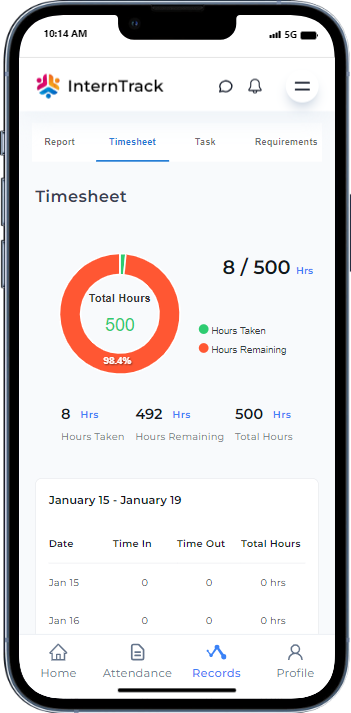 10:14 AM 5G
InternTrack
Report Timesheet Task Requirements
Timesheet
8 / 500 Hrs
Total Hours
500
98.4%
Hours Taken
Hours Remaining
8 Hrs 492 Hrs 500 Hrs
Hours Taken Hours Remaining Total Hours
January 15 - January 19
Date Time In Time Out Total Hours
Jan 15 0 0 0 hrs
Jan 16 0 0 0 hrs
Home Attendance Records Profile